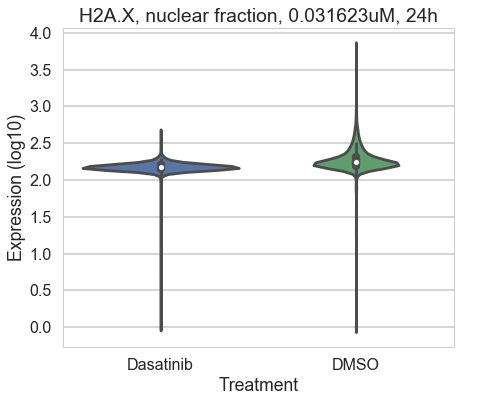 H2A.X, nuclear fraction, 0.031623uM, 24h
Expression (log10)
4.0
3.5
3.0
2.5
2.0
1.5
1.0
0.5
0.0
Dasatinib
DMSO
Treatment